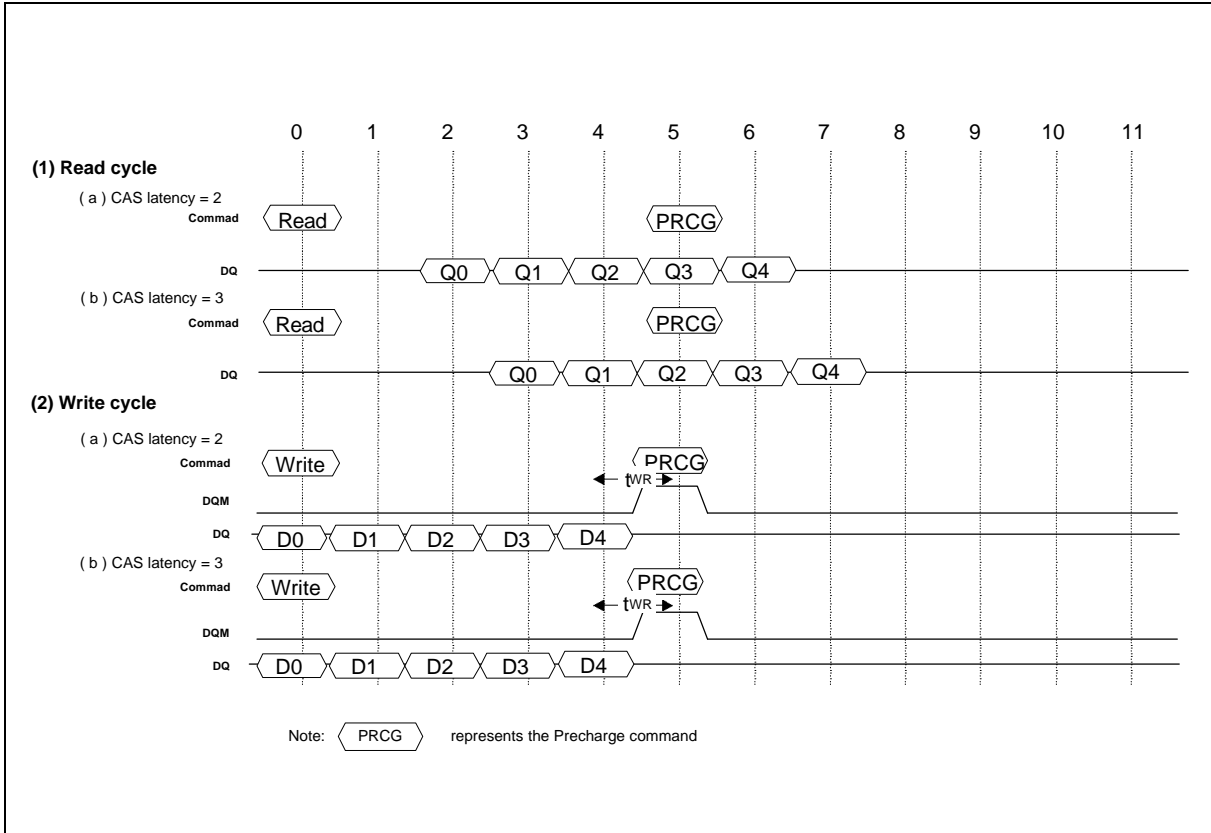 0 1 2 3 4 5 6 7 8 9 10 11
(1) Read cycle
( a ) CAS latency = 2
Commad Read PRCG
DQ Q0 Q1 Q2 Q3 Q4
( b ) CAS latency = 3
Commad Read PRCG
DQ Q0 Q1 Q2 Q3 Q4
(2) Write cycle
( a ) CAS latency = 2
Commad Write PRCG
tWR
DQM
DQ D0 D1 D2 D3 D4
( b ) CAS latency = 3
Commad Write PRCG
tWR
DQM
DQ D0 D1 D2 D3 D4
Note: PRCG represents the Precharge command